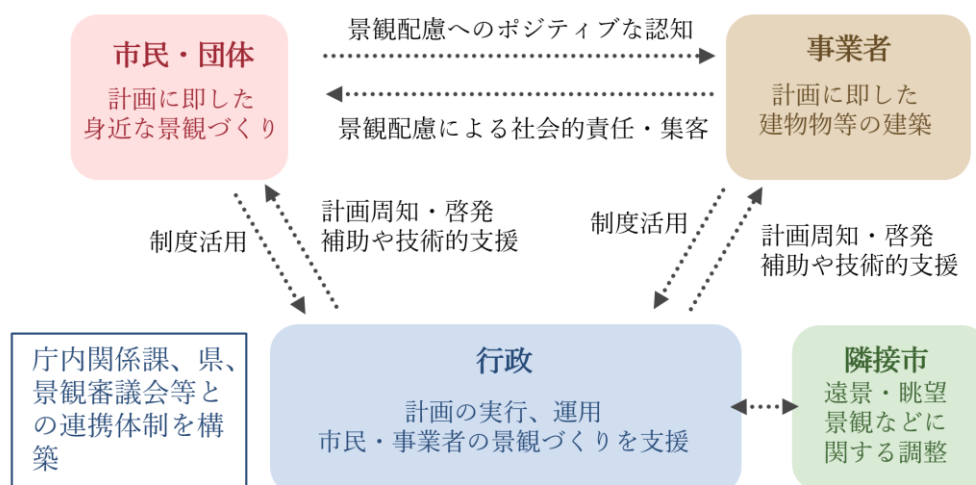 市民・団体
計画に即した
身近な景観づくり
景観配慮へのポジティブな認知
景観配慮による社会的責任・集客
事業者
計画に即した
建物物等の建築
制度活用
計画周知・啓発
補助や技術的支援
制度活用
計画周知・啓発
補助や技術的支援
庁内関係課、県、
景観審議会等と
の連携体制を構
築
行政
計画の実行、運用
市民・事業者の景観づくりを支援
隣接市
遠景・眺望
景観などに
関する調整